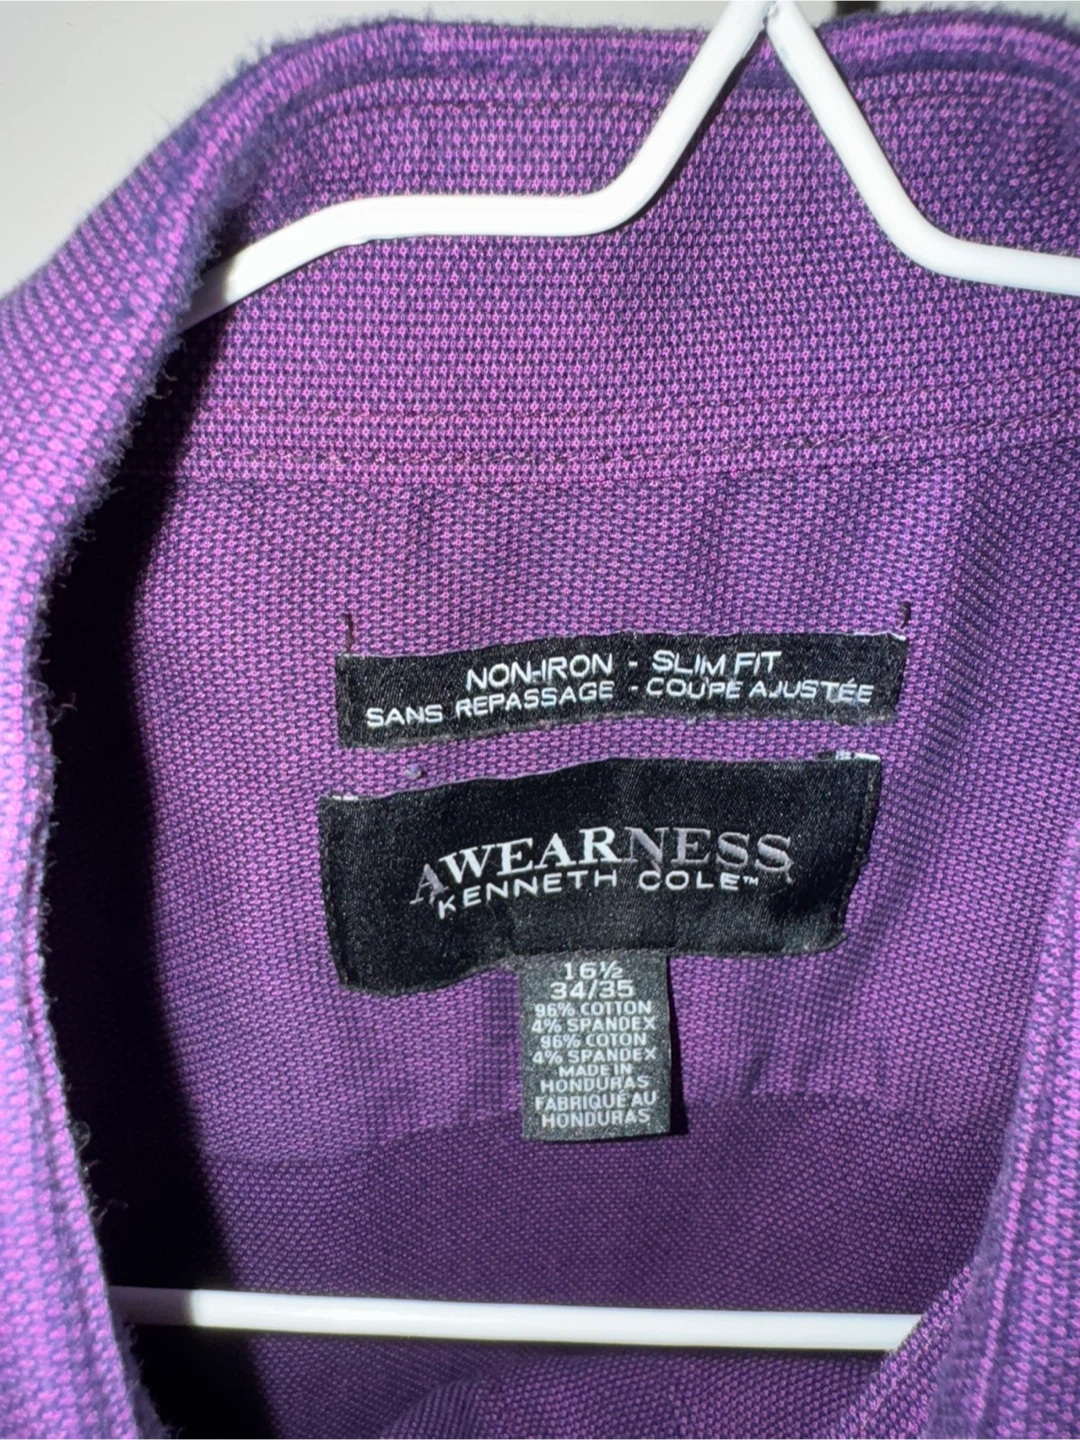 NON-IRON - SLIM FIT
SANS REPASSAGE - COUPE AJUSTÉE
AWEARNESS
KENNETH COLE™
16½
34/35
96% COTTON
4% SPANDEX
96% COTON
4% SPANDEX
MADE IN
HONDURAS
FABRIQUÉ AU
HONDURAS